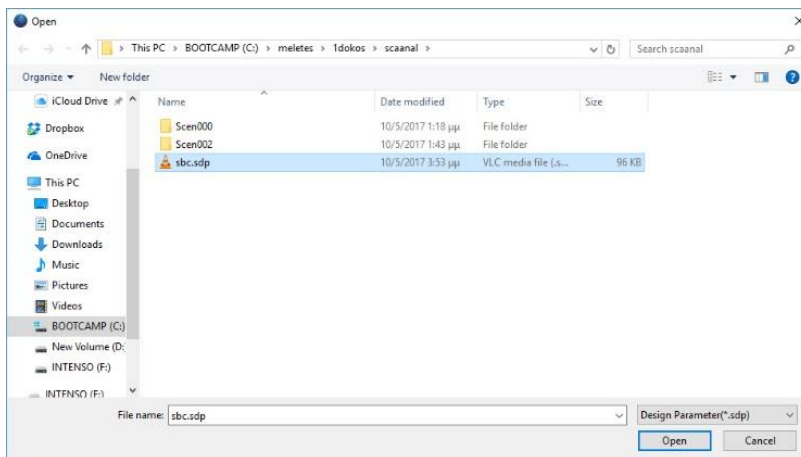 Open
This PC > BOOTCAMP (C:) > meletes > 1dokos > scaanal >
Search scaanal
Organize
New folder
iCloud Drive
Dropbox
OneDrive
This PC
Desktop
Documents
Downloads
Music
Pictures
Videos
BOOTCAMP (C:)
New Volume (D:
INTENSO (F:)
INTENSO (F:)
Name Date modified Type Size
Scen000 10/5/2017 1:18 μμ File folder
Scen002 10/5/2017 1:43 μμ File folder
sbc.sdp 10/5/2017 3:53 μμ VLC media file (.s... 96 KB
File name: sbc.sdp
Design Parameter(*.sdp)
Open Cancel